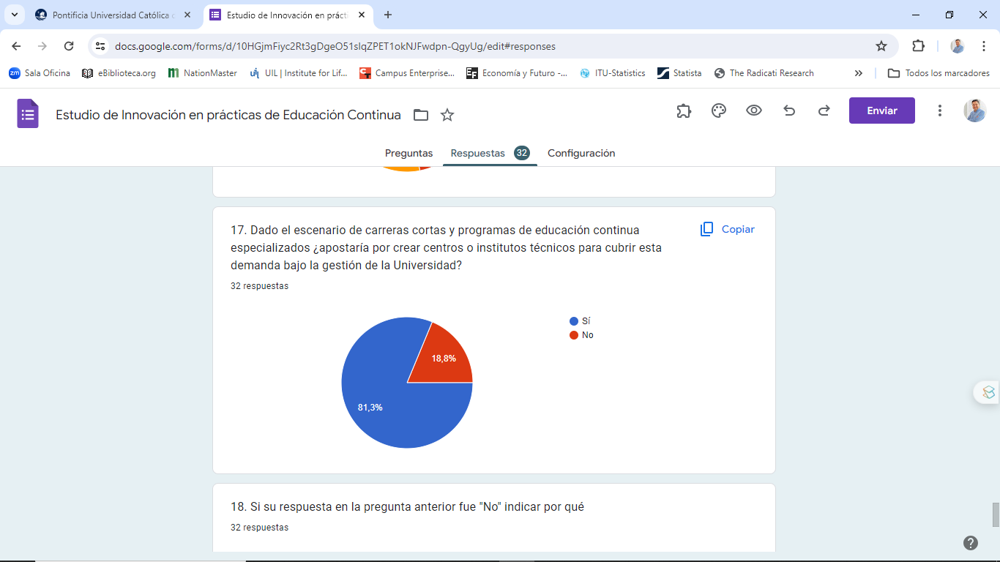 Pontificia Universidad Católica d
Estudio de Innovación en práct
docs.google.com/forms/d/10HGjmFiyc2Rt3gDgeO51sIqZPET1okNJFwdpn-QgyUg/edit#responses
zm Sala Oficina
eBiblioteca.org
NationMaster
UIL | Institute for Lif...
Campus Enterprise...
Economía y Futuro -...
ITU-Statistics
Statista
The Radicati Research
Todos los marcadores
Estudio de Innovación en prácticas de Educación Continua
Enviar
Preguntas
Respuestas 32
Configuración
17. Dado el escenario de carreras cortas y programas de educación continua
especializados ¿apostaría por crear centros o institutos técnicos para cubrir esta
demanda bajo la gestión de la Universidad?
Copiar
32 respuestas
Sí
No
18,8%
81,3%
18. Si su respuesta en la pregunta anterior fue "No" indicar por qué
32 respuestas